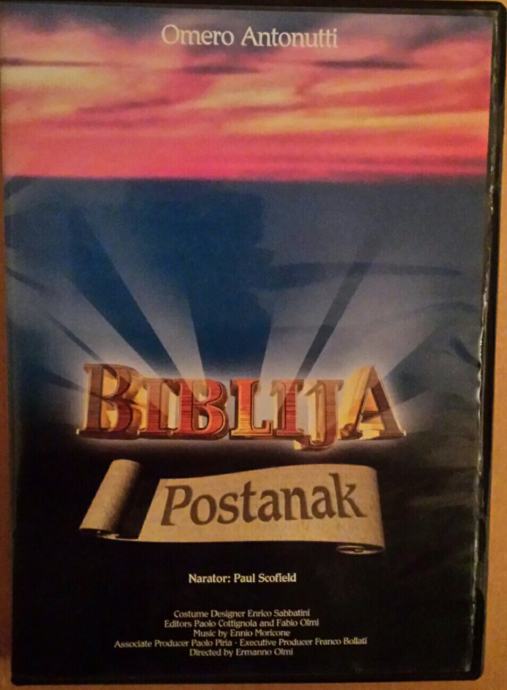 Omero Antonutti
BIBLIJA
Postanak
Narator: Paul Scofield
Costume Designer Enrico Sabbatini
Editors Paolo Cottignola and Fabio Olmi
Music by Ennio Moricone
Associate Producer Paolo Piria - Executive Producer Franco Bollati
Directed by Ermanno Olmi